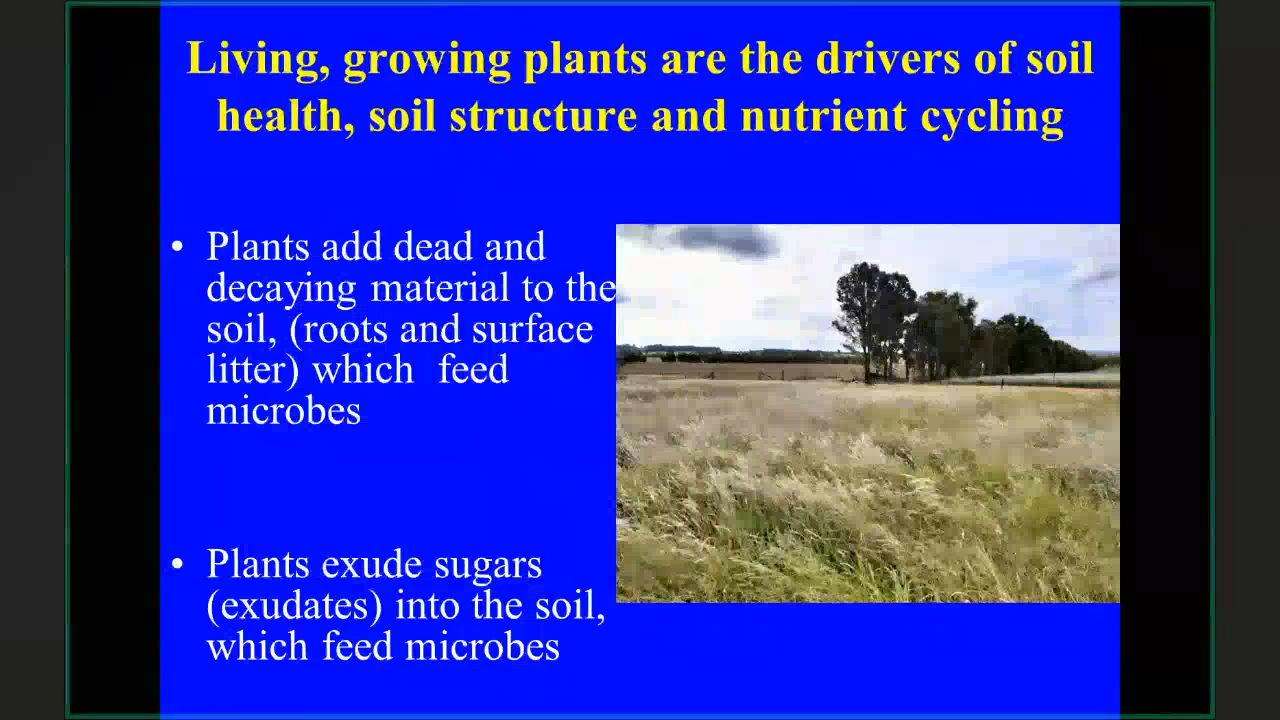 Living, growing plants are the drivers of soil
health, soil structure and nutrient cycling
• Plants add dead and
decaying material to the
soil, (roots and surface
litter) which  feed
microbes
• Plants exude sugars
(exudates) into the soil,
which feed microbes